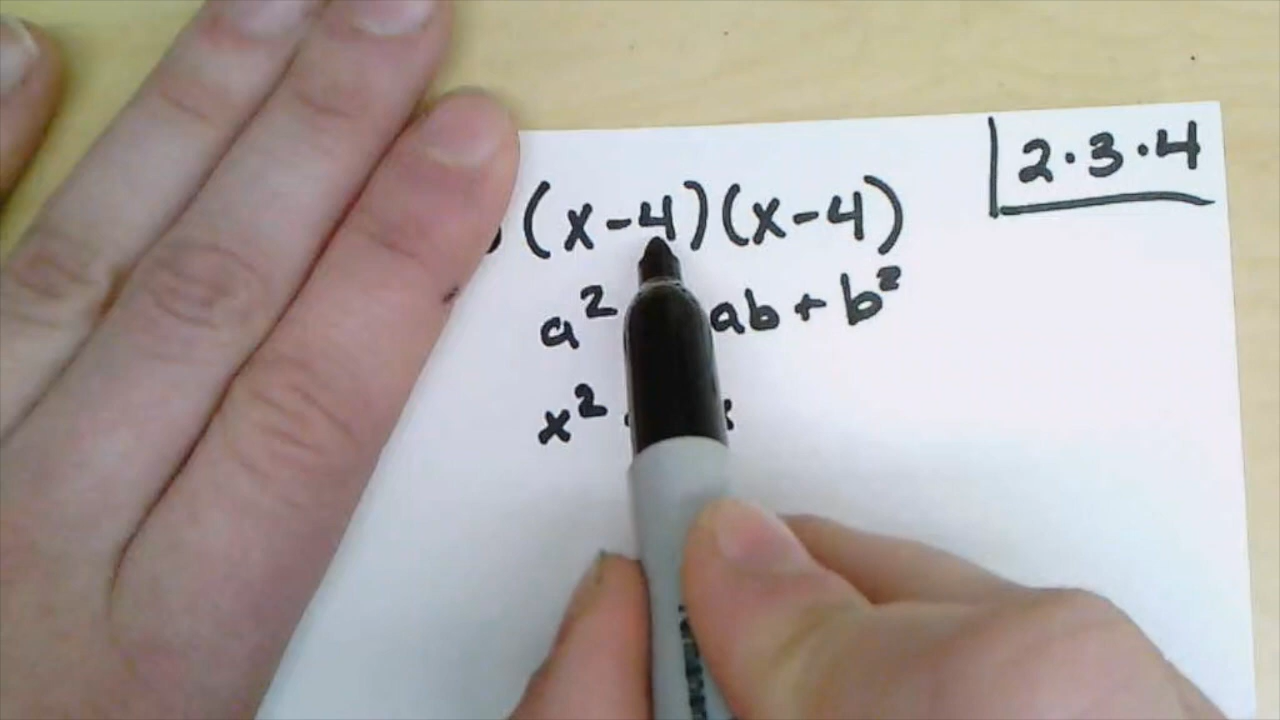 2·3·4
(x-4)(x-4)
a² ab + b²
x²